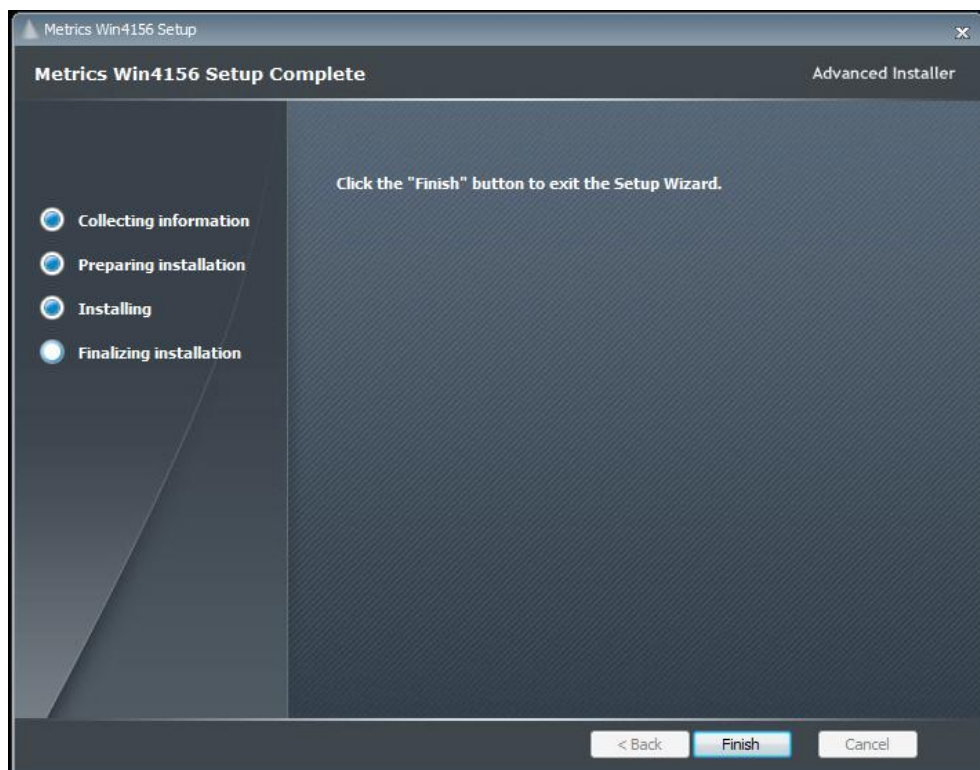 Metrics Win4156 Setup
Metrics Win4156 Setup Complete
Advanced Installer
Click the "Finish" button to exit the Setup Wizard.
Collecting information
Preparing installation
Installing
Finalizing installation
< Back
Finish
Cancel